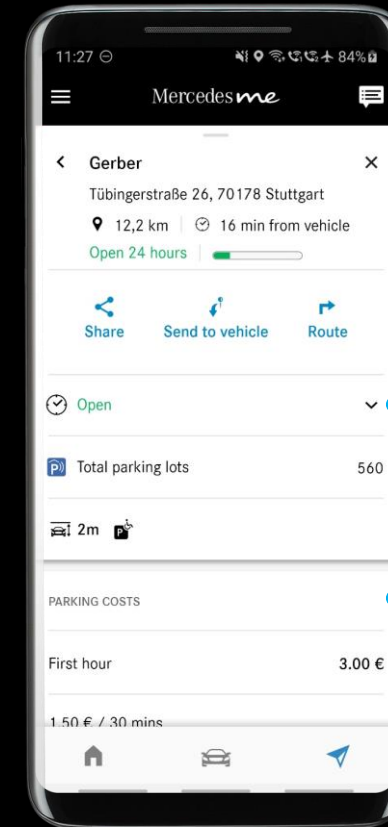 11:27
84%
Mercedes me
Gerber
Tübingerstraße 26, 70178 Stuttgart
12,2 km | 16 min from vehicle
Open 24 hours
Share Send to vehicle Route
Open
P
Total parking lots 560
2m P
PARKING COSTS
First hour 3.00 €
1.50 € / 30 mins